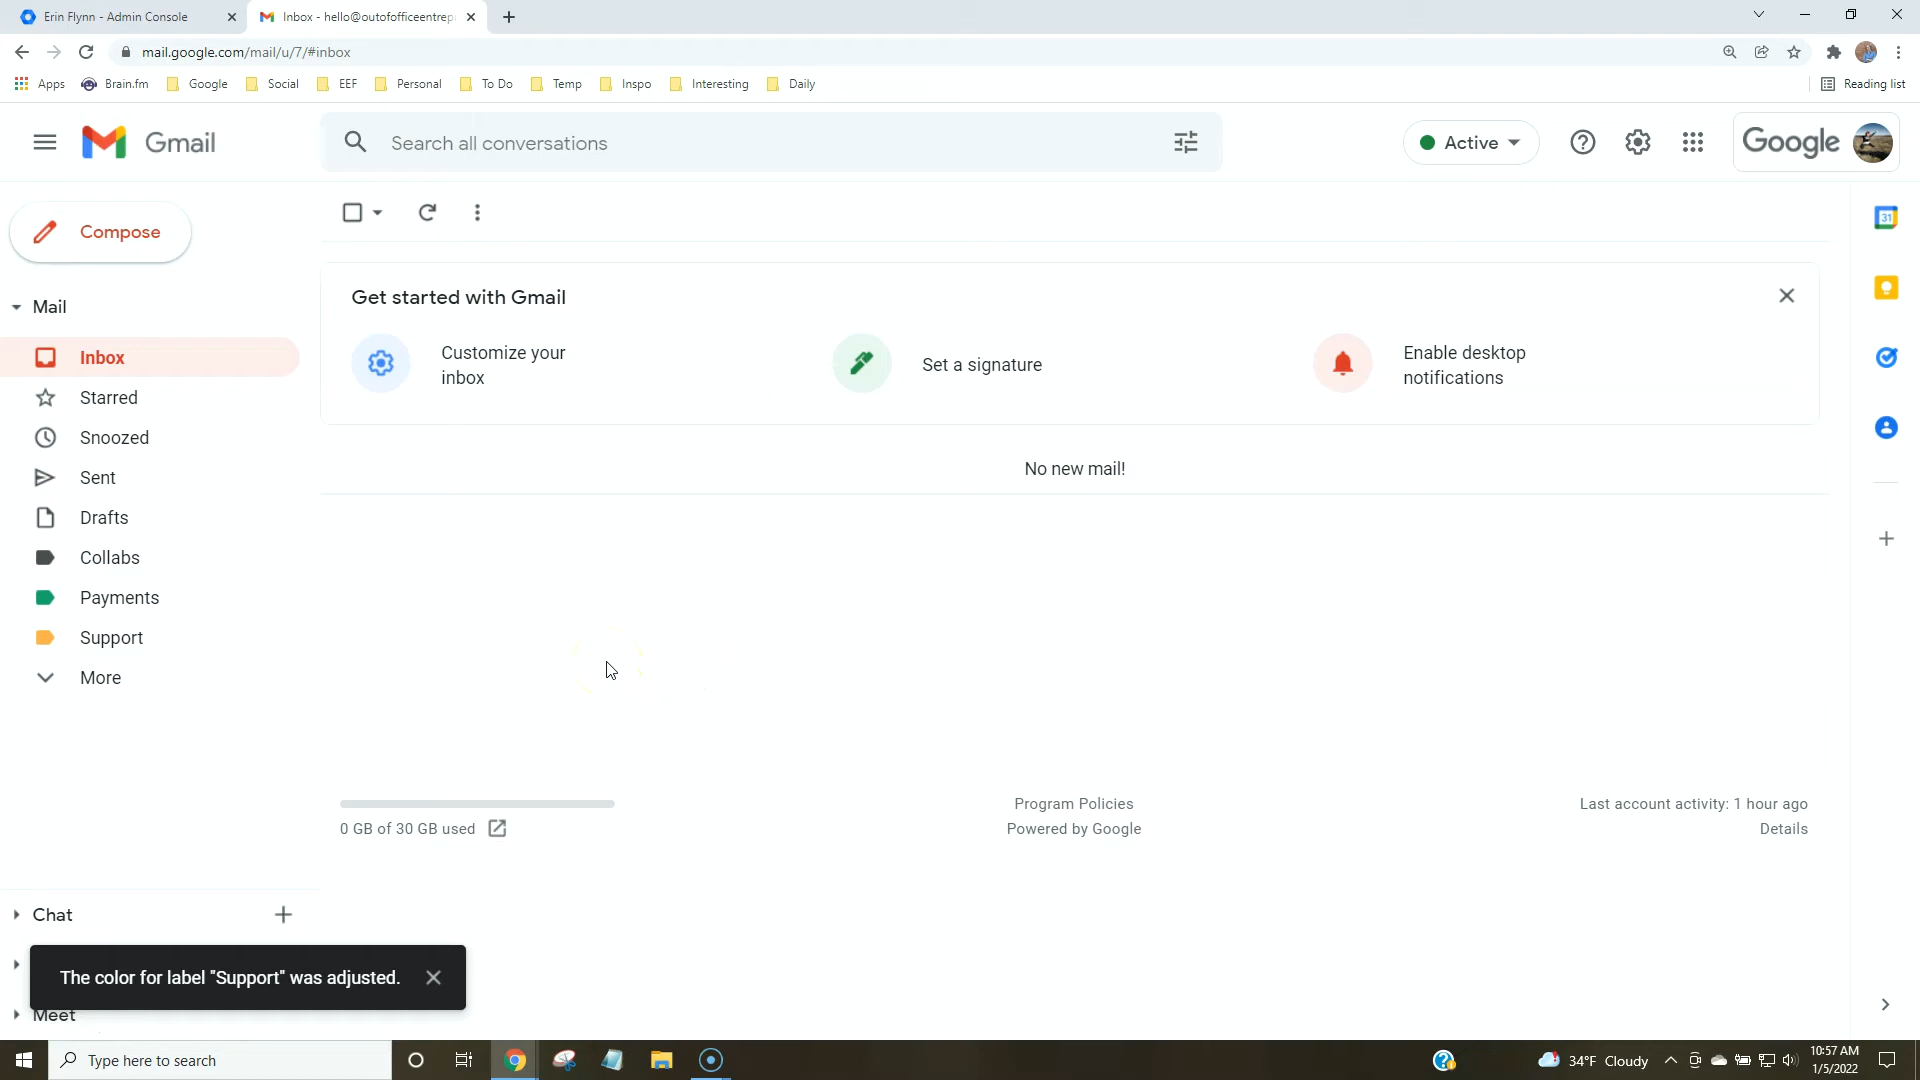 Erin Flynn - Admin Console
Inbox - hello@outofofficeentrep
mail.google.com/mail/u/7/#inbox
Apps
Brain.fm
Google
Social
EEF
Personal
To Do
Temp
Inspo
Interesting
Daily
Reading list
Gmail
Search all conversations
Active
Google
Compose
Mail
Inbox
Starred
Snoozed
Sent
Drafts
Collabs
Payments
Support
More
Get started with Gmail
Customize your
inbox
Set a signature
Enable desktop
notifications
31
No new mail!
0 GB of 30 GB used
Program Policies
Powered by Google
Last account activity: 1 hour ago
Details
Chat
The color for label "Support" was adjusted.
Meet
Type here to search
34°F Cloudy
10:57 AM
1/5/2022